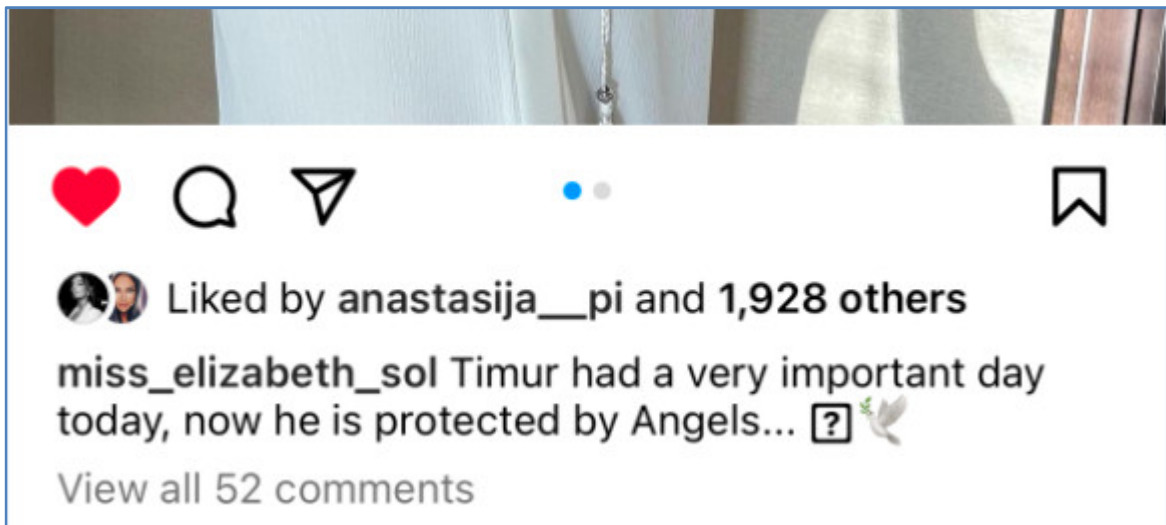 Liked by anastasija__pi and 1,928 others
miss_elizabeth_sol Timur had a very important day
today, now he is protected by Angels... ⍰🕊️
View all 52 comments